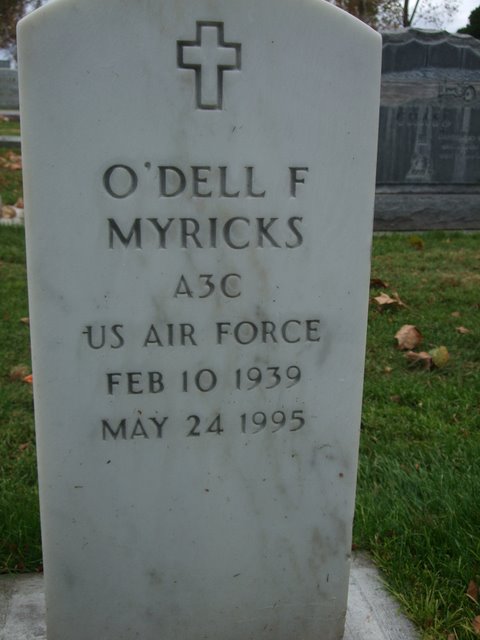 O'DELL F
MYRICKS
A3C
US AIR FORCE
FEB 10 1939
MAY 24 1995